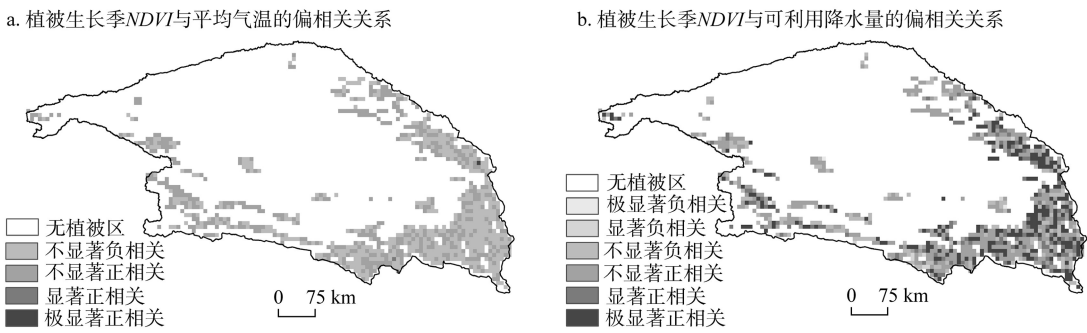 a. 植被生长季NDVI与平均气温的偏相关关系
无植被区
不显著负相关
不显著正相关
显著正相关
极显著正相关
0 75 km
b. 植被生长季NDVI与可利用降水量的偏相关关系
无植被区
极显著负相关
显著负相关
不显著负相关
不显著正相关
显著正相关
极显著正相关
0 75 km